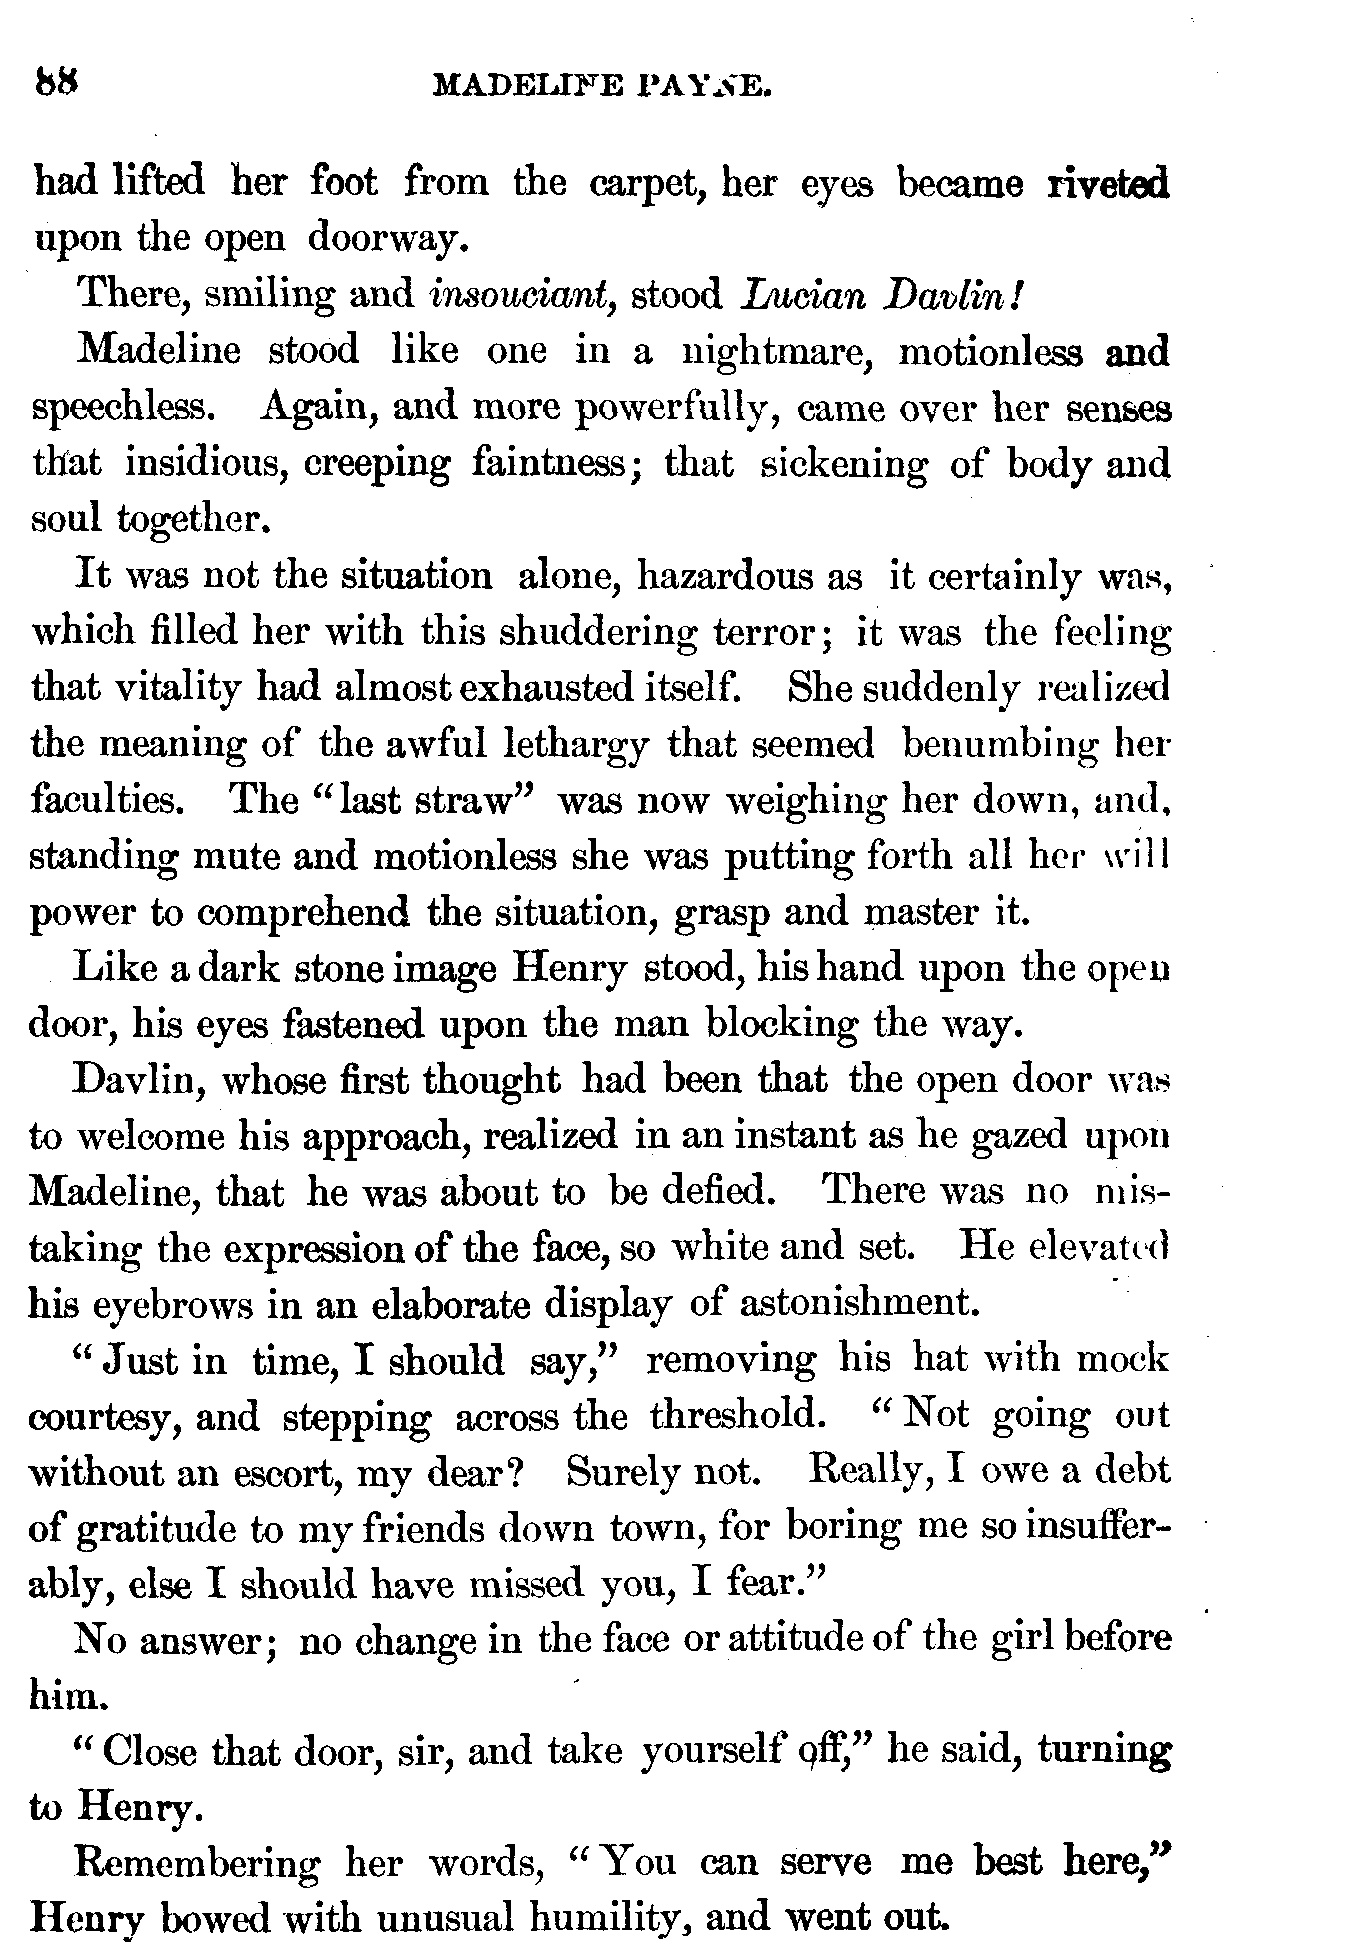 88 MADELINE PAYNE.
had lifted her foot from the carpet, her eyes became riveted
upon the open doorway.
There, smiling and insouciant, stood Lucian Davlin!
Madeline stood like one in a nightmare, motionless and
speechless. Again, and more powerfully, came over her senses
that insidious, creeping faintness; that sickening of body and
soul together.
It was not the situation alone, hazardous as it certainly was,
which filled her with this shuddering terror; it was the feeling
that vitality had almost exhausted itself. She suddenly realized
the meaning of the awful lethargy that seemed benumbing her
faculties. The “last straw” was now weighing her down, and,
standing mute and motionless she was putting forth all her will
power to comprehend the situation, grasp and master it.
Like a dark stone image Henry stood, his hand upon the open
door, his eyes fastened upon the man blocking the way.
Davlin, whose first thought had been that the open door was
to welcome his approach, realized in an instant as he gazed upon
Madeline, that he was about to be defied. There was no mis-
taking the expression of the face, so white and set. He elevated
his eyebrows in an elaborate display of astonishment.
“Just in time, I should say,” removing his hat with mock
courtesy, and stepping across the threshold. “Not going out
without an escort, my dear? Surely not. Really, I owe a debt
of gratitude to my friends down town, for boring me so insuffer-
ably, else I should have missed you, I fear.”
No answer; no change in the face or attitude of the girl before
him.
“Close that door, sir, and take yourself off,” he said, turning
to Henry.
Remembering her words, “You can serve me best here,”
Henry bowed with unusual humility, and went out.